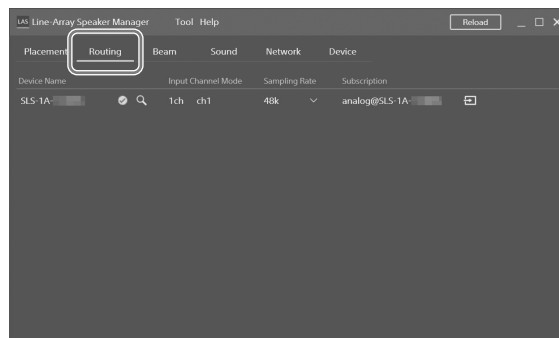 LAS Line-Array Speaker Manager Tool Help Reload
Placement Routing Beam Sound Network Device
Device Name Input Channel Mode Sampling Rate Subscription
SLS-1A- 1ch ch1 48k analog@SLS-1A-